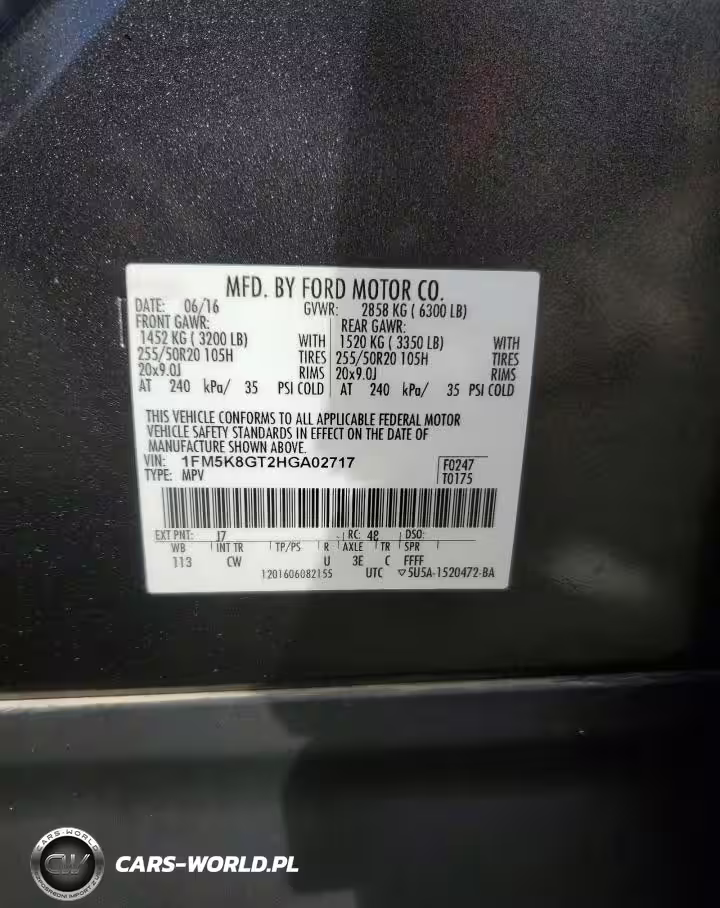 MFD. BY FORD MOTOR CO.
DATE: 06/16 GVWR: 2858 KG ( 6300 LB)
FRONT GAWR: REAR GAWR:
1452 KG ( 3200 LB) WITH 1520 KG ( 3350 LB) WITH
255/50R20 105H TIRES 255/50R20 105H TIRES
20x9.0J RIMS 20x9.0J RIMS
AT 240 kPa/ 35 PSI COLD AT 240 kPa/ 35 PSI COLD
THIS VEHICLE CONFORMS TO ALL APPLICABLE FEDERAL MOTOR
VEHICLE SAFETY STANDARDS IN EFFECT ON THE DATE OF
MANUFACTURE SHOWN ABOVE.
VIN: 1FM5K8GT2HGA02717 F0247
TYPE: MPV T0175
EXT PNT: J7 RC: 48 DSO:
WB INT TR TP/PS R AXLE TR SPR
113 CW U 3E C FFFF
1201606082155 UTC ▽5U5A-1520472-BA
CARS-WORLD
CW
CARS-WORLD.PL